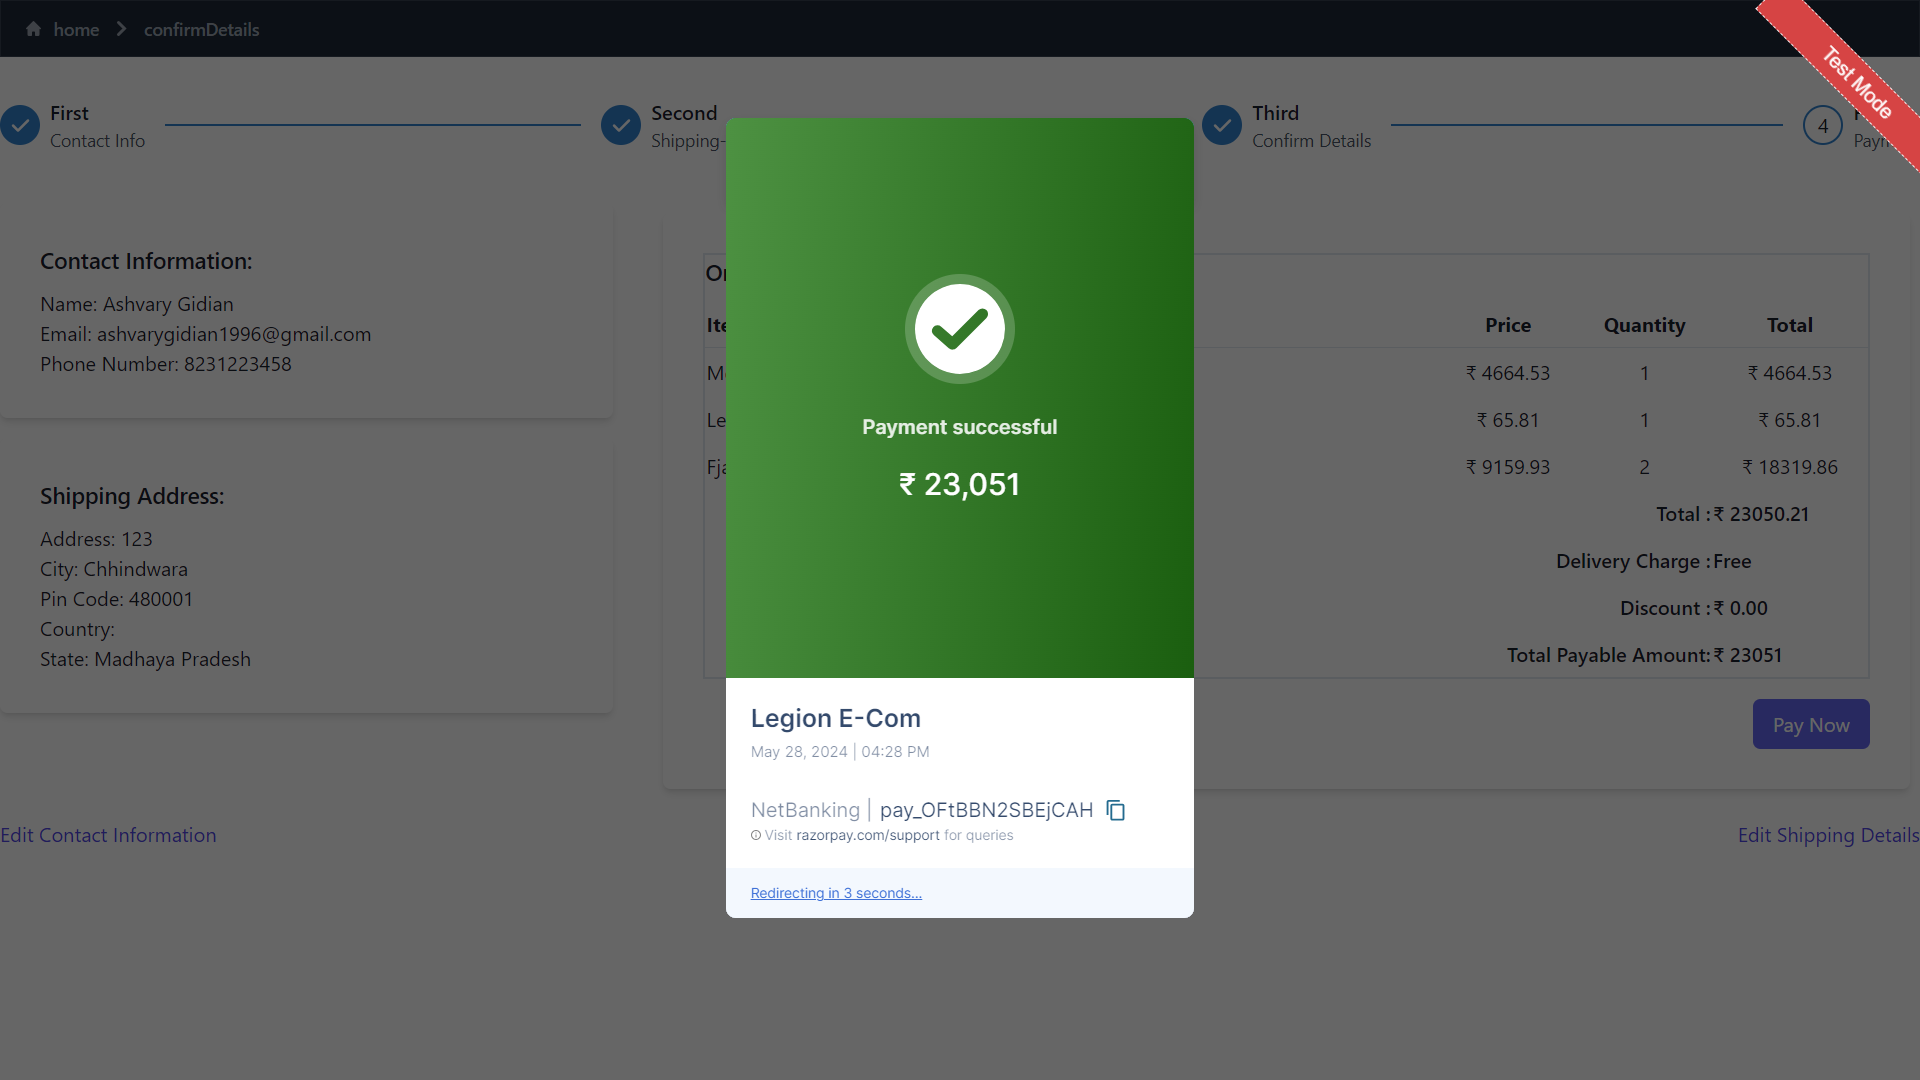 home
confirmDetails
Test Mode
First
Contact Info
Second
Shipping-
Third
Confirm Details
4
Contact Information:
Name: Ashvary Gidian
Email: ashvarygidian1996@gmail.com
Phone Number: 8231223458
Shipping Address:
Address: 123
City: Chhindwara
Pin Code: 480001
Country:
State: Madhaya Pradesh
Price Quantity Total
₹ 4664.53 1 ₹ 4664.53
₹ 65.81 1 ₹ 65.81
₹ 9159.93 2 ₹ 18319.86
Total : ₹ 23050.21
Delivery Charge : Free
Discount : ₹ 0.00
Total Payable Amount: ₹ 23051
Pay Now
Edit Contact Information
Edit Shipping Details
Payment successful
₹ 23,051
Legion E-Com
May 28, 2024 | 04:28 PM
NetBanking | pay_OFtBBN2SBEjCAH
Visit razorpay.com/support for queries
Redirecting in 3 seconds...